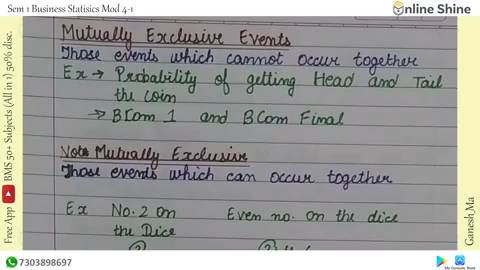 Sem 1 Business Statisics Mod 4-1
Online Shine
Mutually Exclusive Events
Those events which cannot occur together
Ex → Probability of getting Head and Tail
the coin
→ BCom 1 and BCom Final
Not Mutually Exclusive
Those events which can occur together
Ex No. 2 on Even no. on the dice
the Dice
Free App BMS 50+ Subjects (All in 1) 50% disc.
Ganesh_Ma
7303898697